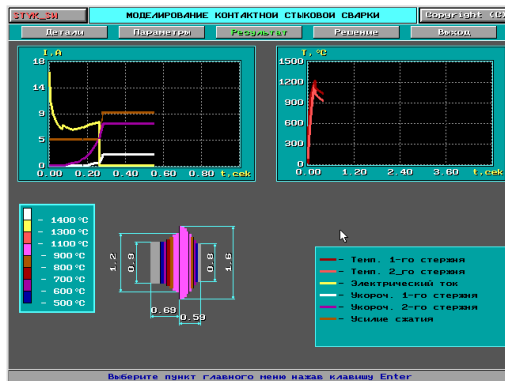 STYK_SW МОДЕЛИРОВАНИЕ КОНТАКТНОЙ СТЫКОВОЙ СВАРКИ Copyright (C)
Детали Параметры Результат Решение Выход
I,A
18
14
9
5
0
0.00 0.20 0.40 0.60 0.80 t,сек
T,°C
1500
1200
900
600
300
0
0.00 1.20 2.40 3.60 t,сек
- 1400°C
- 1300°C
- 1100°C
- 900°C
- 800°C
- 700°C
- 600°C
- 500°C
1.2
0.9
0.8
1.6
0.69
0.59
- Темп. 1-го стержня
- Темп. 2_го стержня
- Электрический ток
- Укороч. 1-го стержня
- Укороч. 2-го стержня
- Усилие сжатия
Выберите пункт главного меню нажав клавишу Enter